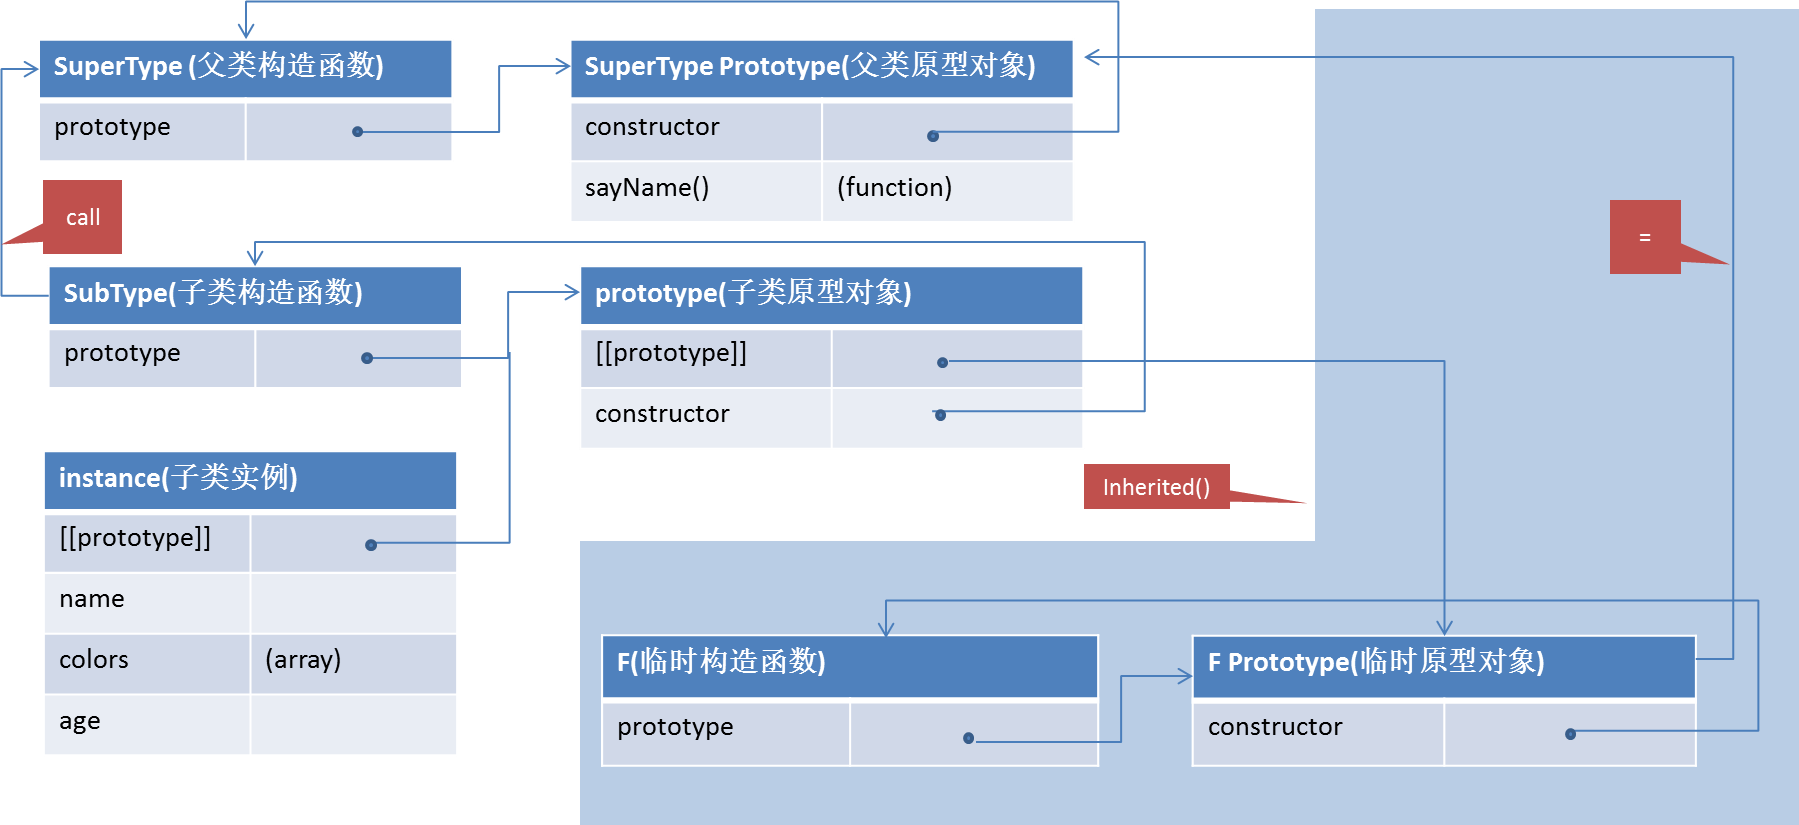 SuperType (父类构造函数)
prototype
SuperType Prototype(父类原型对象)
constructor
sayName() (function)
call
=
SubType(子类构造函数)
prototype
prototype(子类原型对象)
[[prototype]]
constructor
instance(子类实例)
[[prototype]]
name
colors (array)
age
Inherited()
F(临时构造函数)
prototype
F Prototype(临时原型对象)
constructor